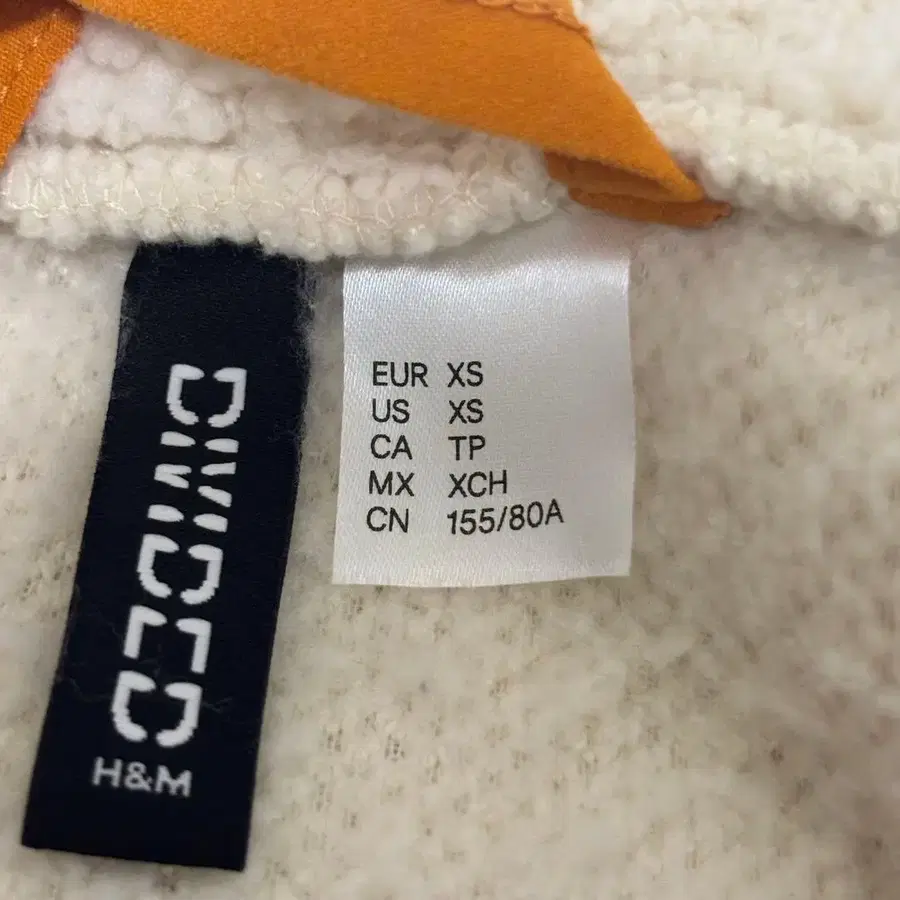 DIVIDED
H&M
EUR XS
US XS
CA TP
MX XCH
CN 155/80A